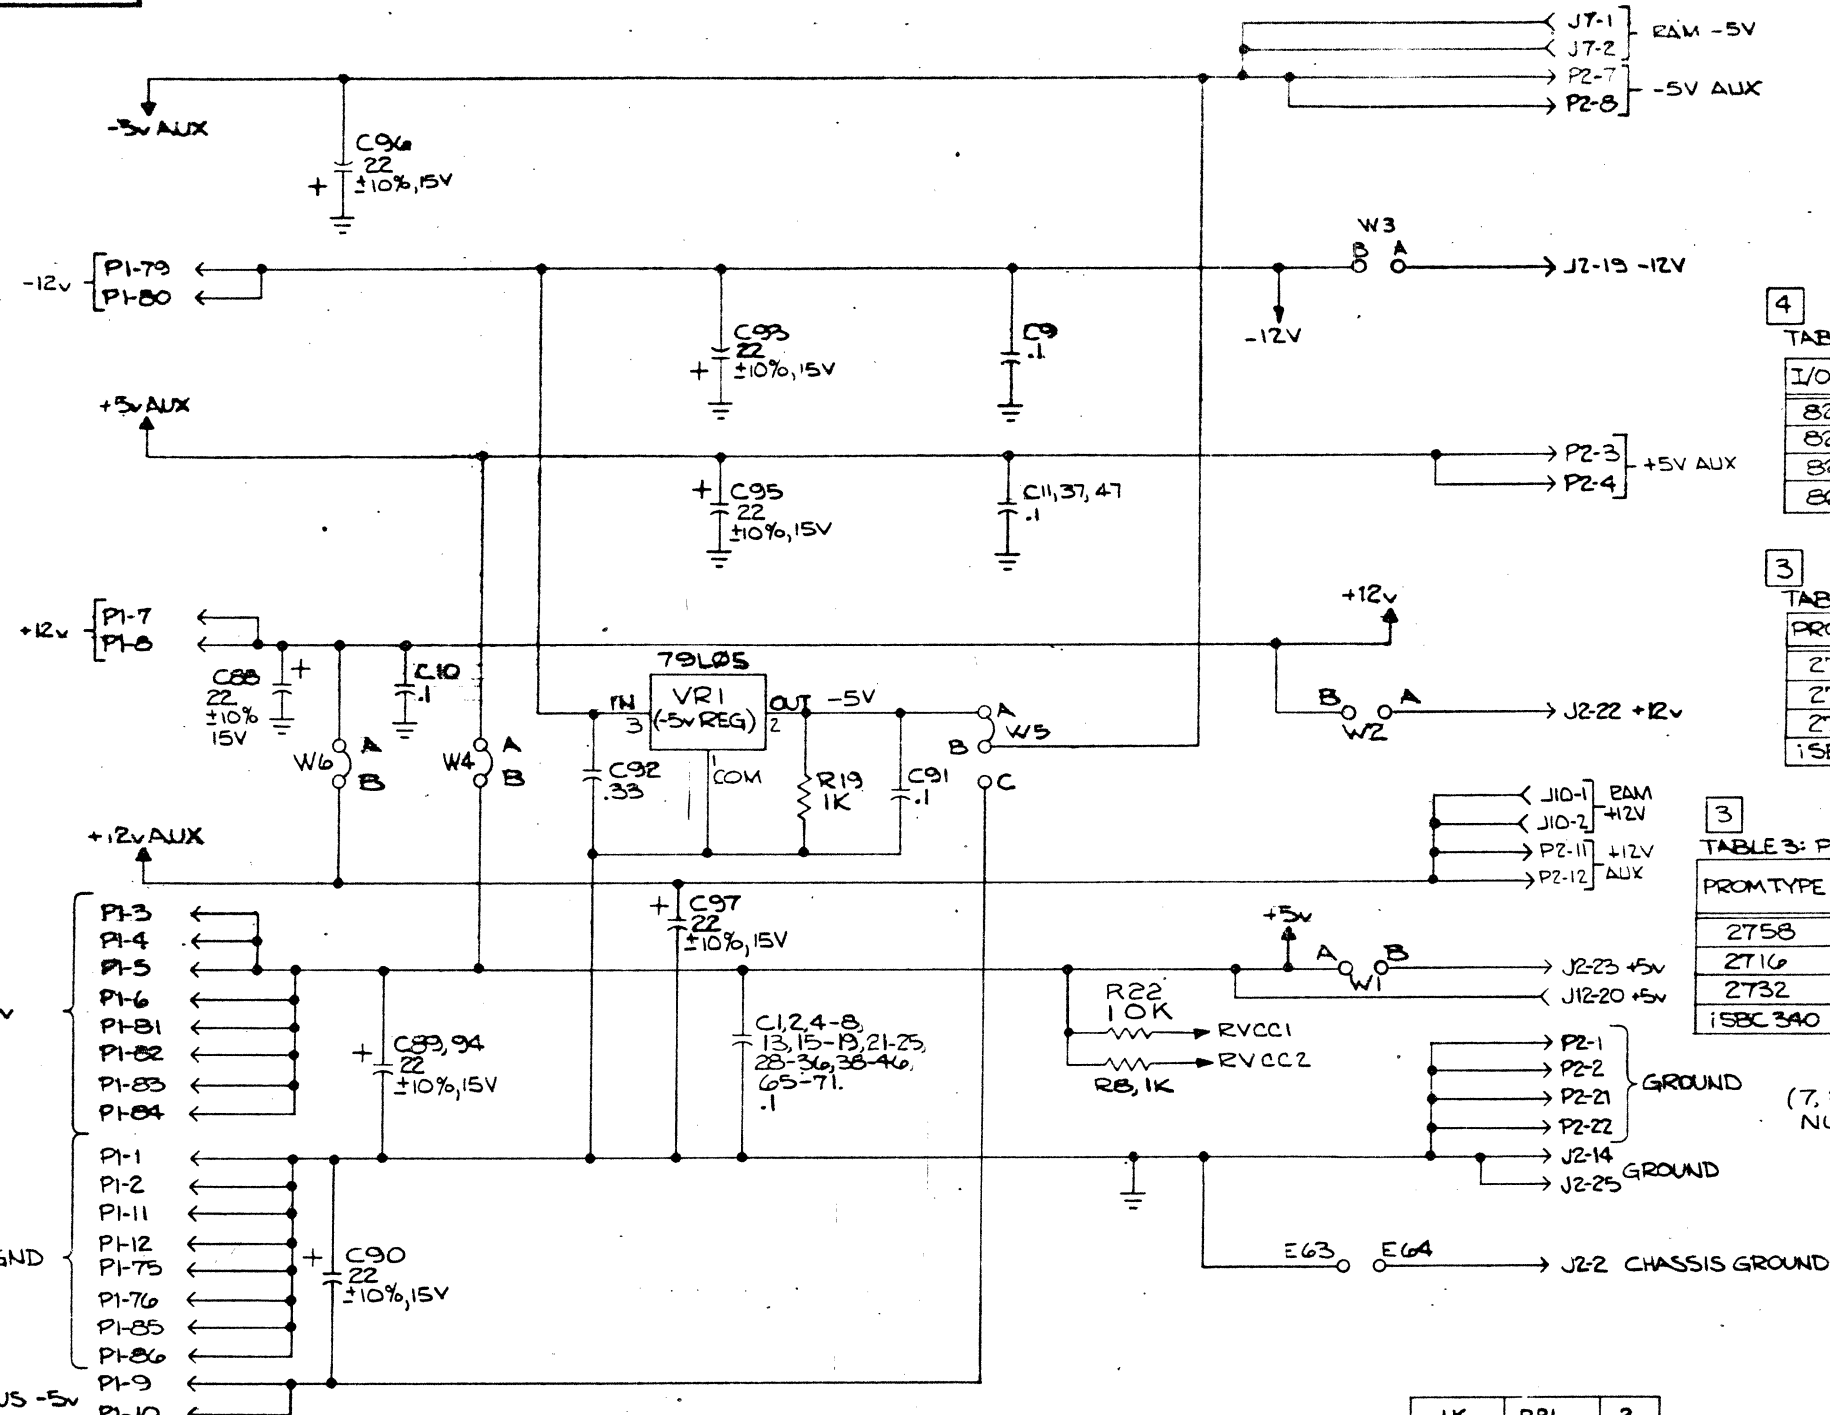 J7-1
J7-2
RAM -5V
P2-7
P2-8
-5V AUX
-5v AUX
C96
22
±10%, 15V
+
W3
B A
-12v
P1-79
P1-80
J2-19 -12V
-12V
C93
22
±10%, 15V
+
C9
.1
4
I/O
+5v AUX
P2-3
P2-4
+5V AUX
+
C95
22
±10%, 15V
C11,37,47
.1
3
+12v
+12v
P1-7
P1-8
C88
22
±10%
15V
+
C10
.1
79L05
VR1
(-5v REG)
IN
3
OUT
2
-5V
1
COM
A
B
C
W5
B A
W2
J2-22 +12v
W6
A
B
W4
A
B
C92
.33
R19
1K
C91
.1
J10-1
J10-2
RAM
+12V
P2-11
P2-12
+12V
AUX
3
TABLE 3: P
PROM TYPE
2758
2716
2732
iSBC 340
+12v AUX
+
C97
22
±10%, 15V
P1-3
P1-4
P1-5
P1-6
P1-81
P1-82
P1-83
P1-84
+5v
A B
W1
J2-23 +5v
J12-20 +5v
+
C89,94
22
±10%, 15V
C1,2,4-8,
13,15-19,21-25,
28-36,38-46,
65-71.
.1
R22
10K
RVCC1
RVCC2
R8, 1K
P2-1
P2-2
P2-21
P2-22
GROUND
J2-14
J2-25
GROUND
P1-1
P1-2
P1-11
P1-12
P1-75
P1-76
P1-85
P1-86
GND
+
C90
22
±10%, 15V
E63 E64
J2-2 CHASSIS GROUND
P1-9
P1-10
-5v